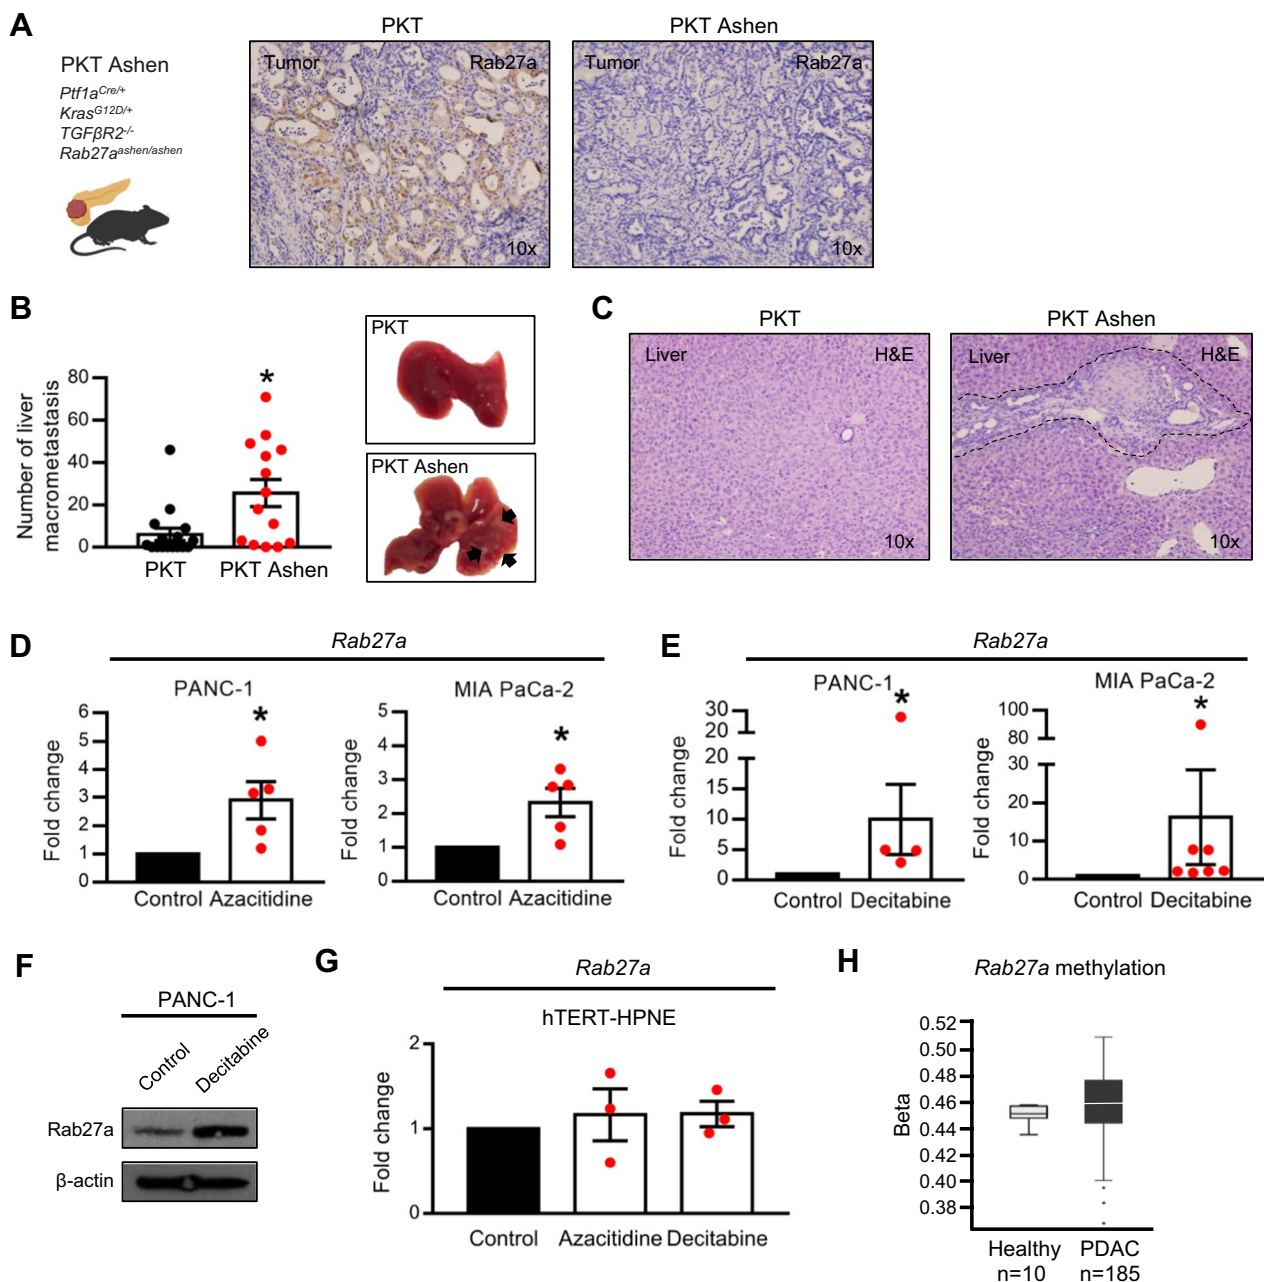 A
PKT Ashen
Ptf1aCre/+
KrasG12D/+
TGFβR2-/-
Rab27aashen/ashen
PKT
Tumor
Rab27a
10x
PKT Ashen
Tumor
Rab27a
10x
B
Number of liver
macrometastasis
80
60
40
20
0
*
PKT
PKT Ashen
PKT
PKT Ashen
C
PKT
Liver
H&E
10x
PKT Ashen
Liver
H&E
10x
D
Rab27a
PANC-1
Fold change
6
5
4
3
2
1
0
*
Control Azacitidine
MIA PaCa-2
Fold change
5
4
3
2
1
0
*
Control Azacitidine
E
Rab27a
PANC-1
Fold change
30
20
20
15
10
5
0
*
Control Decitabine
MIA PaCa-2
Fold change
100
80
30
20
10
0
*
Control Decitabine
F
PANC-1
Control
Decitabine
Rab27a
β-actin
G
Rab27a
hTERT-HPNE
Fold change
2
1
0
Control Azacitidine Decitabine
H
Rab27a methylation
Beta
0.52
0.50
0.48
0.46
0.44
0.42
0.40
0.38
Healthy PDAC
n=10 n=185